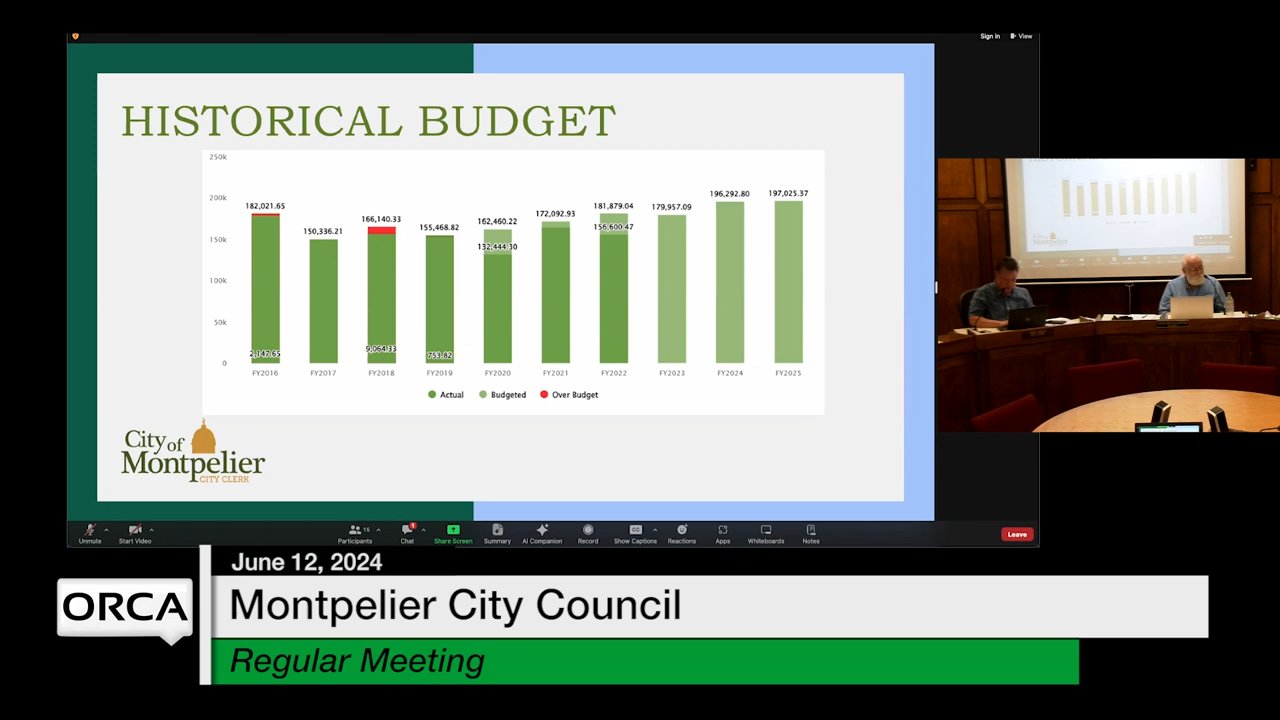 Sign in View
HISTORICAL BUDGET
250k
200k
150k
100k
50k
0
182,021.65
150,336.21
166,140.33
155,468.82
162,460.22
172,092.93
181,879.04
179,957.09
196,292.80
197,025.37
132,444.30
156,600.47
2,147.65
9,064.33
753.82
FY2016 FY2017 FY2018 FY2019 FY2020 FY2021 FY2022 FY2023 FY2024 FY2025
Actual Budgeted Over Budget
City of
Montpelier
CITY CLERK
15
1
Unmute Start Video Participants Chat Share Screen Summary AI Companion Record Show Captions Reactions Apps Whiteboards Notes Leave
June 12, 2024
ORCA
Montpelier City Council
Regular Meeting